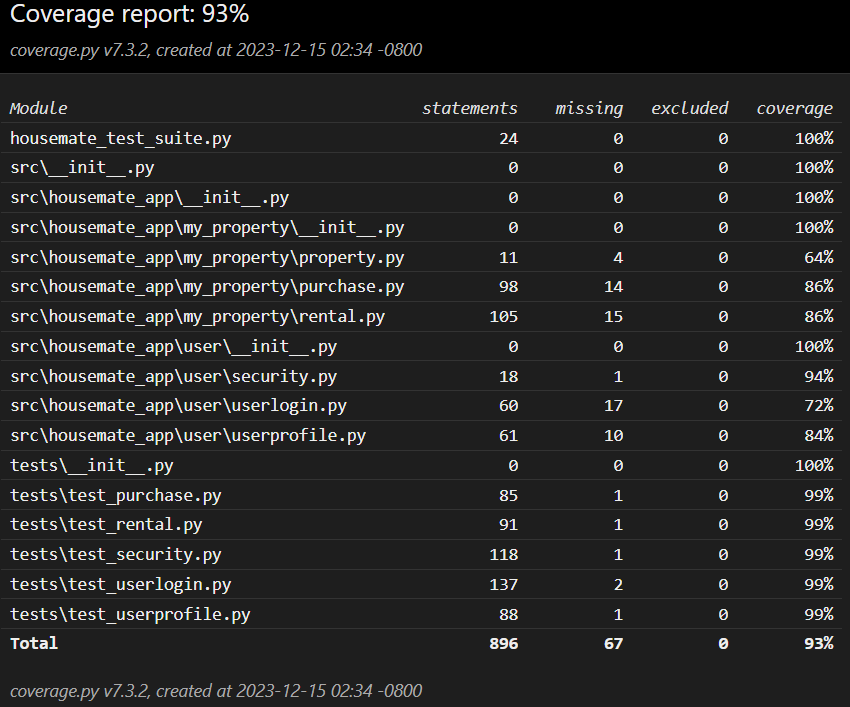 Coverage report: 93%
coverage.py v7.3.2, created at 2023-12-15 02:34 -0800
Module statements missing excluded coverage
housemate_test_suite.py 24 0 0 100%
src\__init__.py 0 0 0 100%
src\housemate_app\__init__.py 0 0 0 100%
src\housemate_app\my_property\__init__.py 0 0 0 100%
src\housemate_app\my_property\property.py 11 4 0 64%
src\housemate_app\my_property\purchase.py 98 14 0 86%
src\housemate_app\my_property\rental.py 105 15 0 86%
src\housemate_app\user\__init__.py 0 0 0 100%
src\housemate_app\user\security.py 18 1 0 94%
src\housemate_app\user\userlogin.py 60 17 0 72%
src\housemate_app\user\userprofile.py 61 10 0 84%
tests\__init__.py 0 0 0 100%
tests\test_purchase.py 85 1 0 99%
tests\test_rental.py 91 1 0 99%
tests\test_security.py 118 1 0 99%
tests\test_userlogin.py 137 2 0 99%
tests\test_userprofile.py 88 1 0 99%
Total 896 67 0 93%
coverage.py v7.3.2, created at 2023-12-15 02:34 -0800